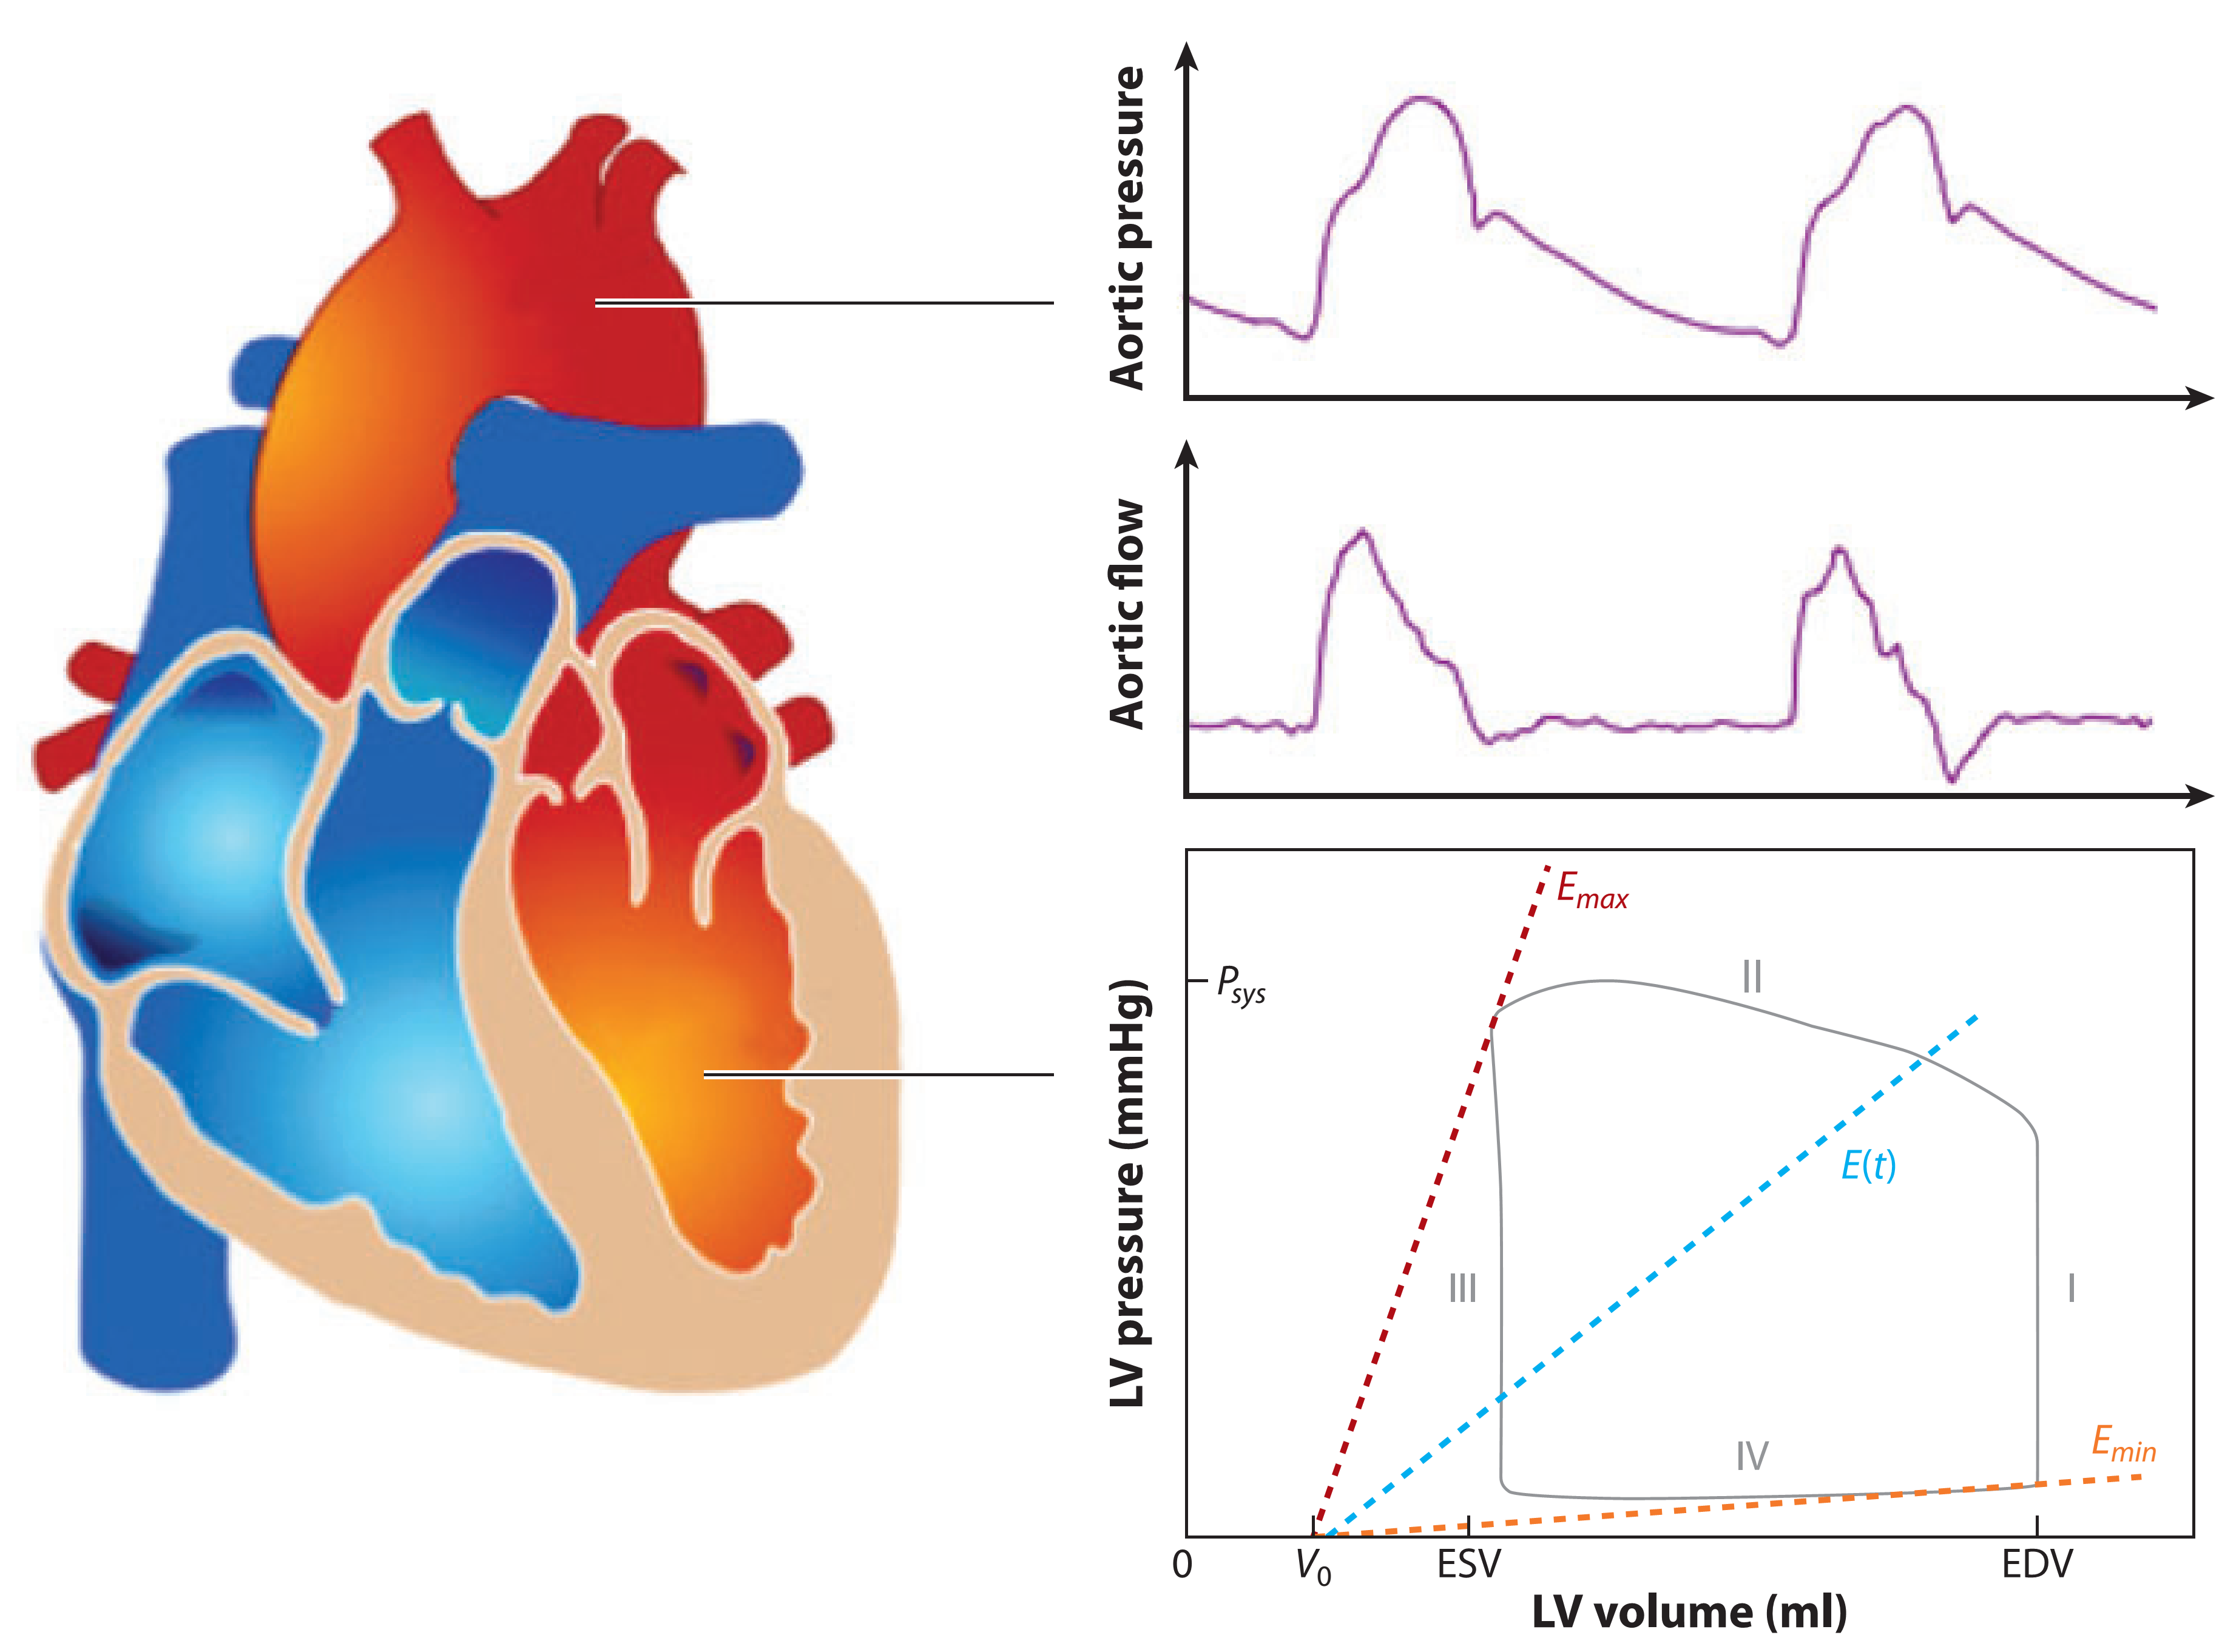 Aortic pressure
Aortic flow
LV pressure (mmHg)
Emax
Psys
II
E(t)
III
I
IV
Emin
0
V0
ESV
EDV
LV volume (ml)